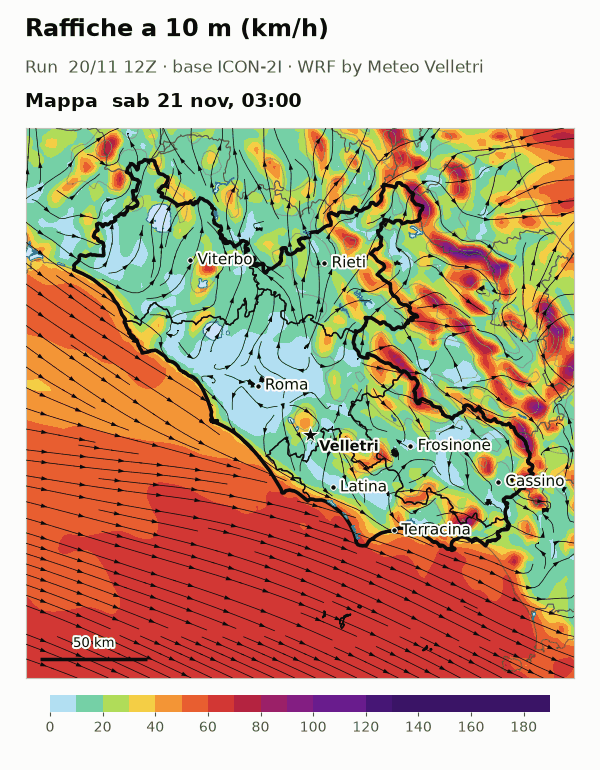 Raffiche a 10 m (km/h)
Run  20/11 12Z · base ICON-2I · WRF by Meteo Velletri
Mappa  sab 21 nov, 03:00
Viterbo
Rieti
Roma
Velletri
Frosinone
Latina
Cassino
Terracina
50 km
0 20 40 60 80 100 120 140 160 180